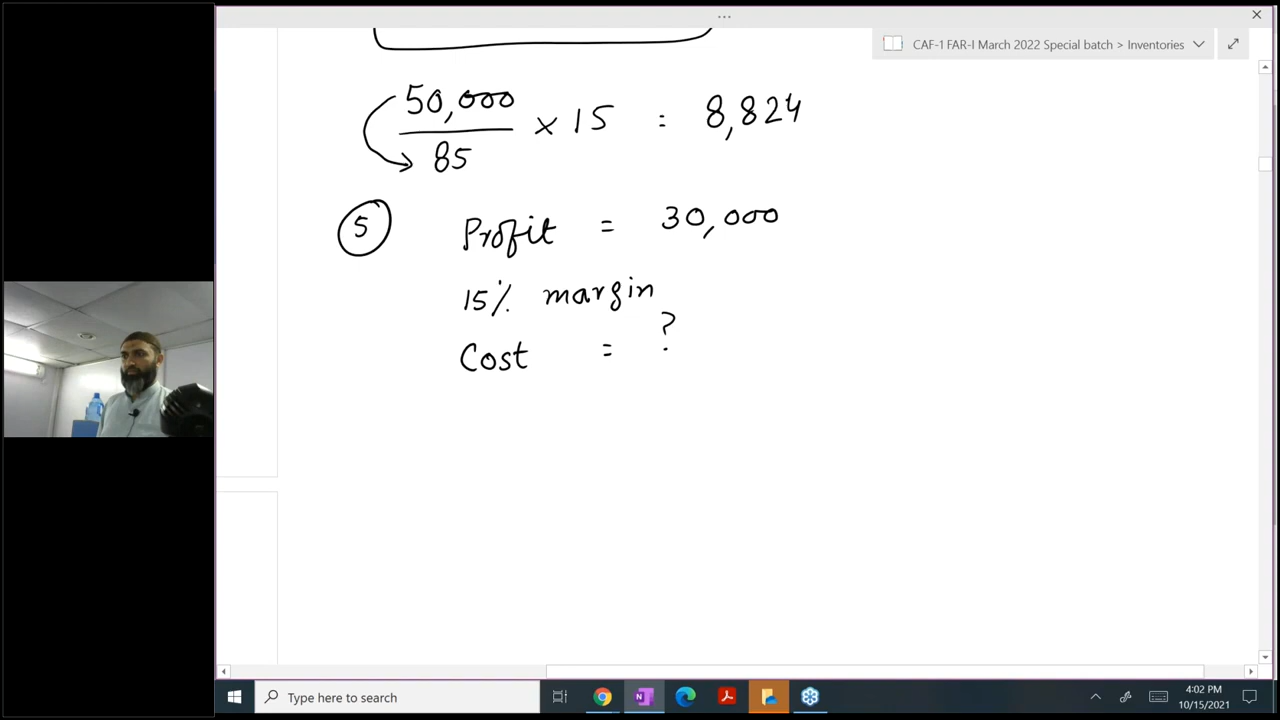 CAF-1 FAR-I March 2022 Special batch > Inventories
50,000
85
× 15 : 8,824
5 Profit = 30,000
15% margin
Cost = ?
Type here to search
4:02 PM
10/15/2021